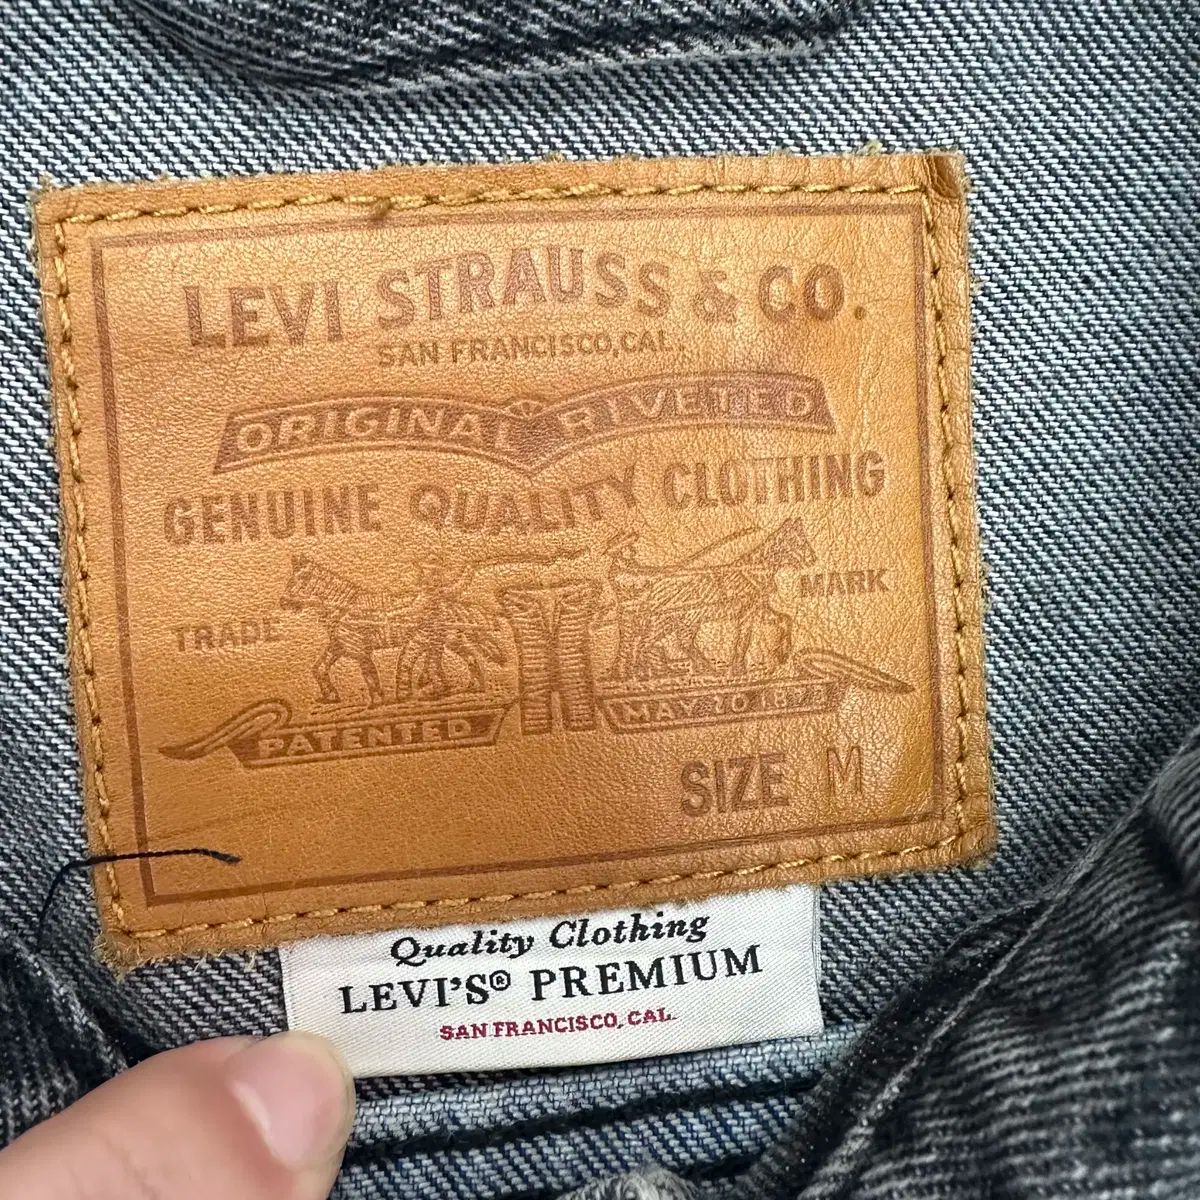 LEVI STRAUSS & CO.
SAN FRANCISCO, CAL.
ORIGINAL RIVETED
GENUINE QUALITY CLOTHING
TRADE MARK
PATENTED MAY 20 1873
SIZE M
Quality Clothing
LEVI'S® PREMIUM
SAN FRANCISCO, CAL.